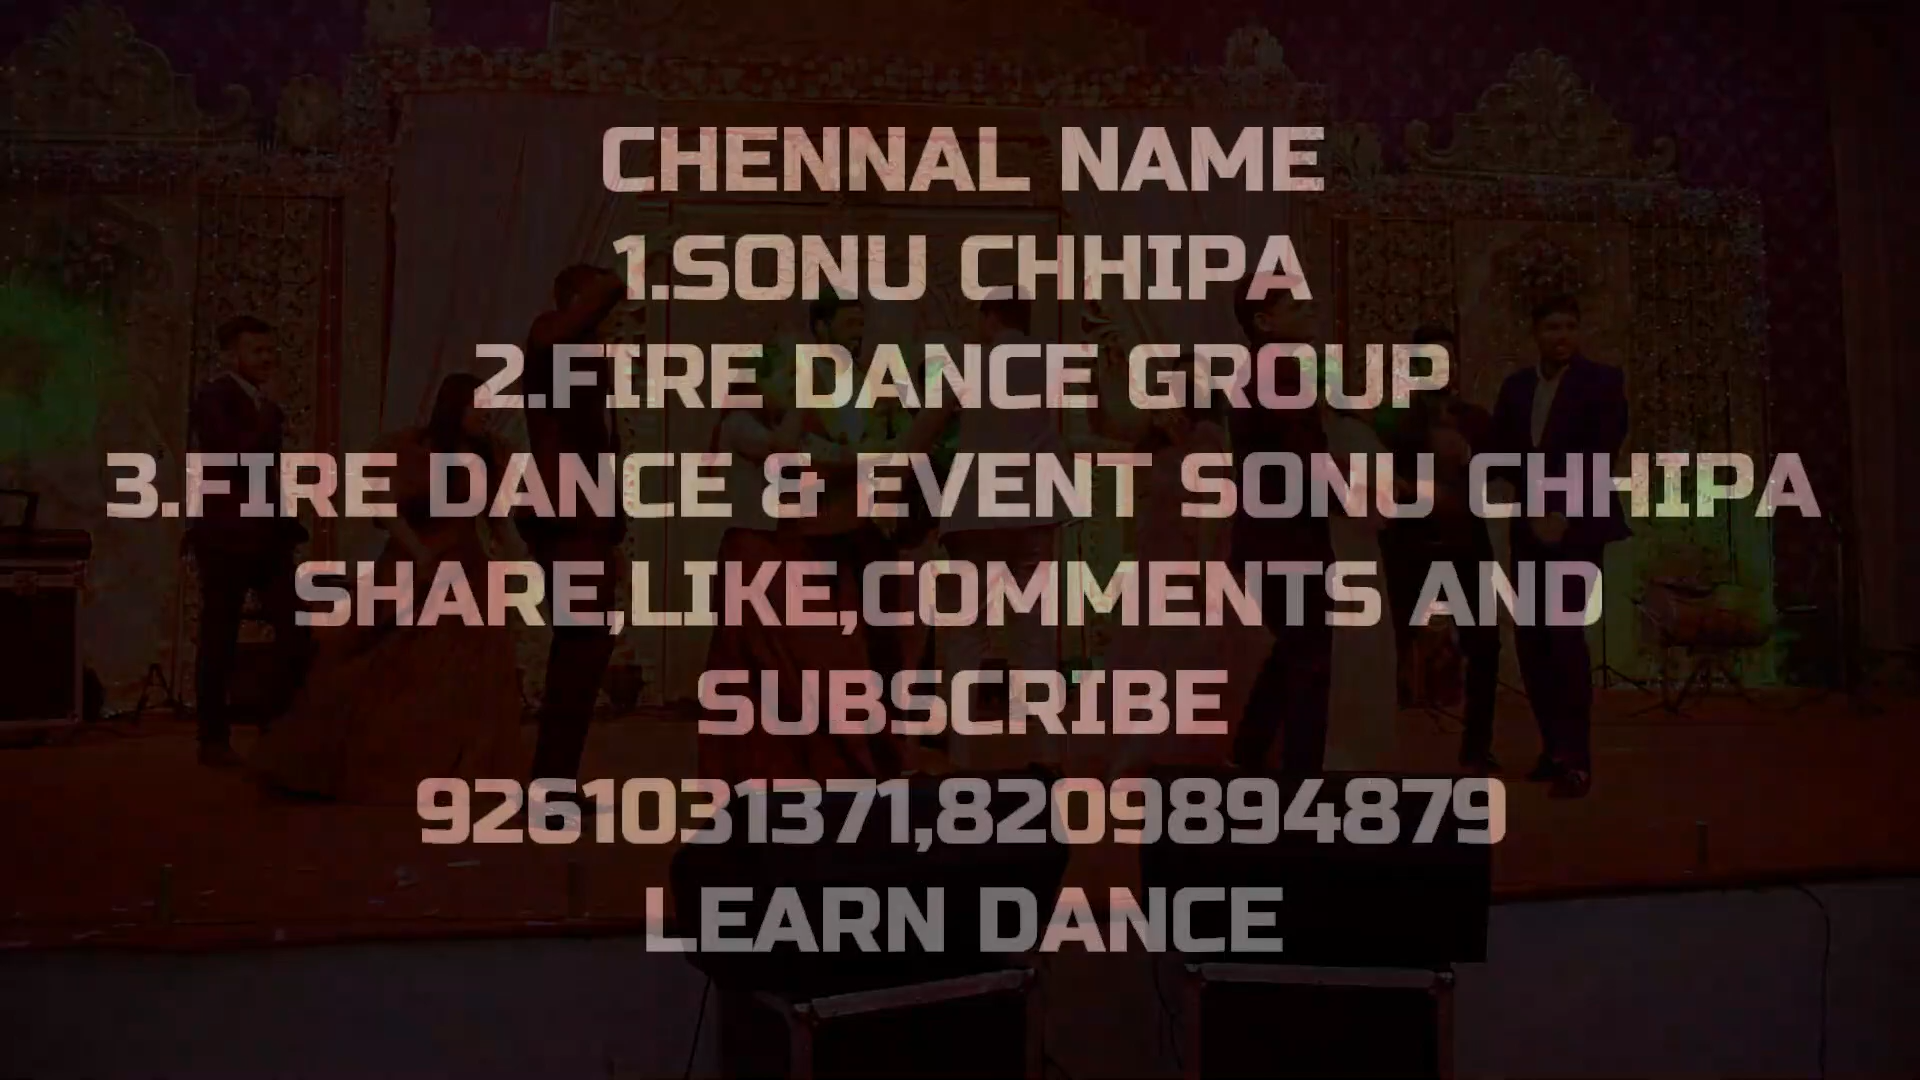 CHENNAL NAME
1.SONU CHHIPA
2.FIRE DANCE GROUP
3.FIRE DANCE & EVENT SONU CHHIPA
SHARE,LIKE,COMMENTS AND
SUBSCRIBE
9261031371,8209894879
LEARN DANCE